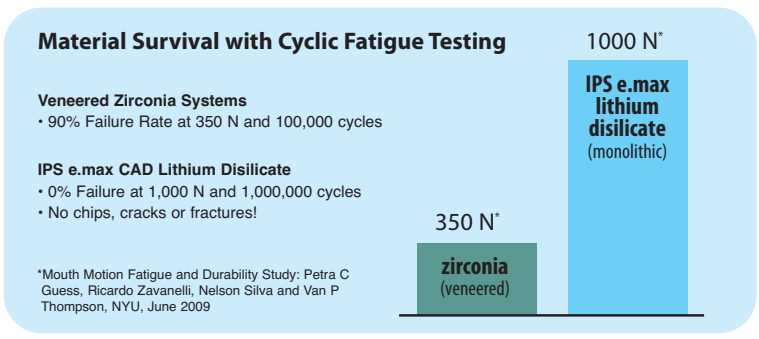 Material Survival with Cyclic Fatigue Testing
Veneered Zirconia Systems
• 90% Failure Rate at 350 N and 100,000 cycles
IPS e.max CAD Lithium Disilicate
• 0% Failure at 1,000 N and 1,000,000 cycles
• No chips, cracks or fractures!
*Mouth Motion Fatigue and Durability Study: Petra C
Guess, Ricardo Zavanelli, Nelson Silva and Van P
Thompson, NYU, June 2009
350 N*
zirconia
(veneered)
1000 N*
IPS e.max
lithium
disilicate
(monolithic)